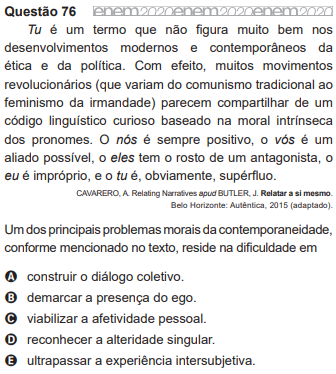 Questão 76 enem2020enem2020enem2020
Tu é um termo que não figura muito bem nos
desenvolvimentos modernos e contemporâneos da
ética e da política. Com efeito, muitos movimentos
revolucionários (que variam do comunismo tradicional ao
feminismo da irmandade) parecem compartilhar de um
código linguístico curioso baseado na moral intrínseca
dos pronomes. O nós é sempre positivo, o vós é um
aliado possível, o eles tem o rosto de um antagonista, o
eu é impróprio, e o tu é, obviamente, supérfluo.
CAVARERO, A. Relating Narratives apud BUTLER, J. Relatar a si mesmo.
Belo Horizonte: Autêntica, 2015 (adaptado).
Um dos principais problemas morais da contemporaneidade,
conforme mencionado no texto, reside na dificuldade em
A construir o diálogo coletivo.
B demarcar a presença do ego.
C viabilizar a afetividade pessoal.
D reconhecer a alteridade singular.
E ultrapassar a experiência intersubjetiva.